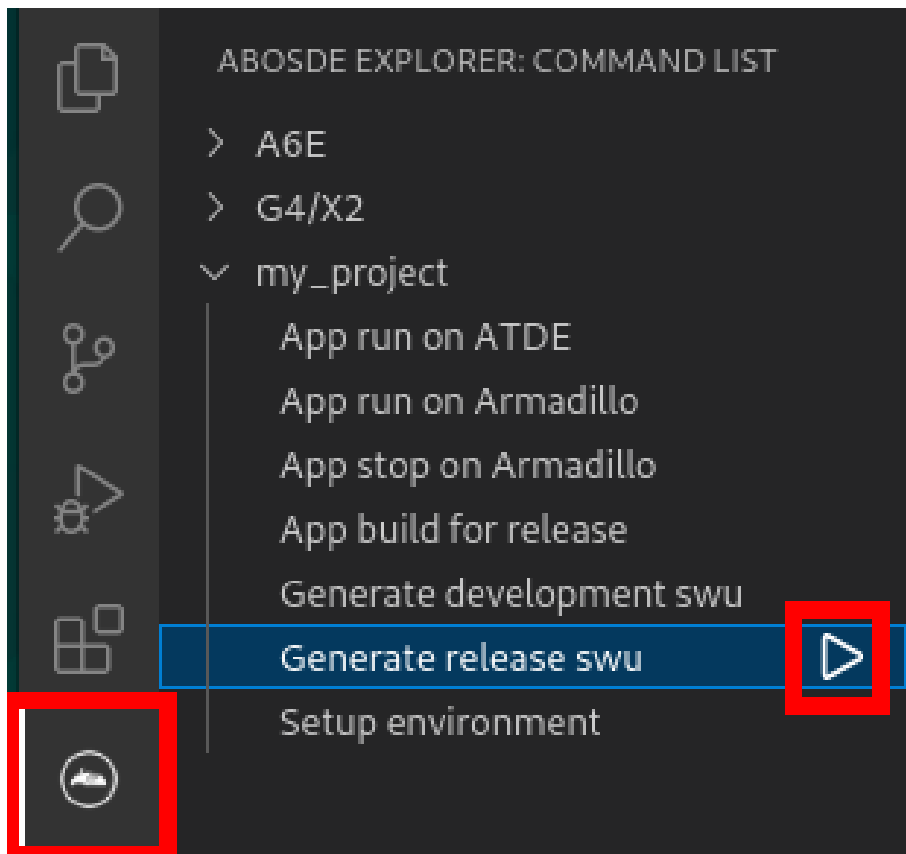 ABOSDE EXPLORER: COMMAND LIST
A6E
G4/X2
my_project
App run on ATDE
App run on Armadillo
App stop on Armadillo
App build for release
Generate development swu
Generate release swu
Setup environment